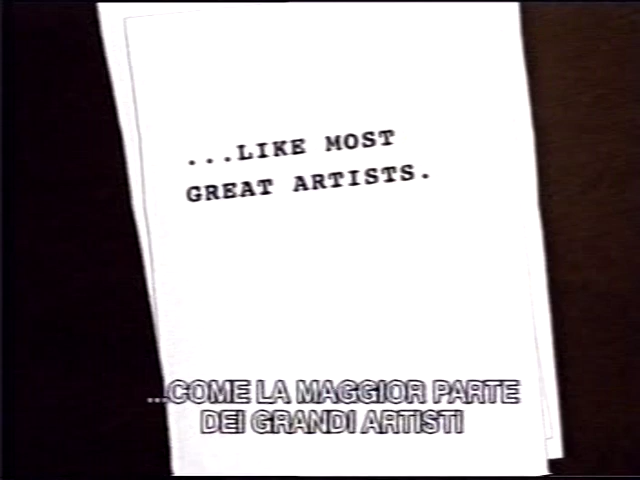 ...LIKE MOST
GREAT ARTISTS.
...COME LA MAGGIOR PARTE
DEI GRANDI ARTISTI